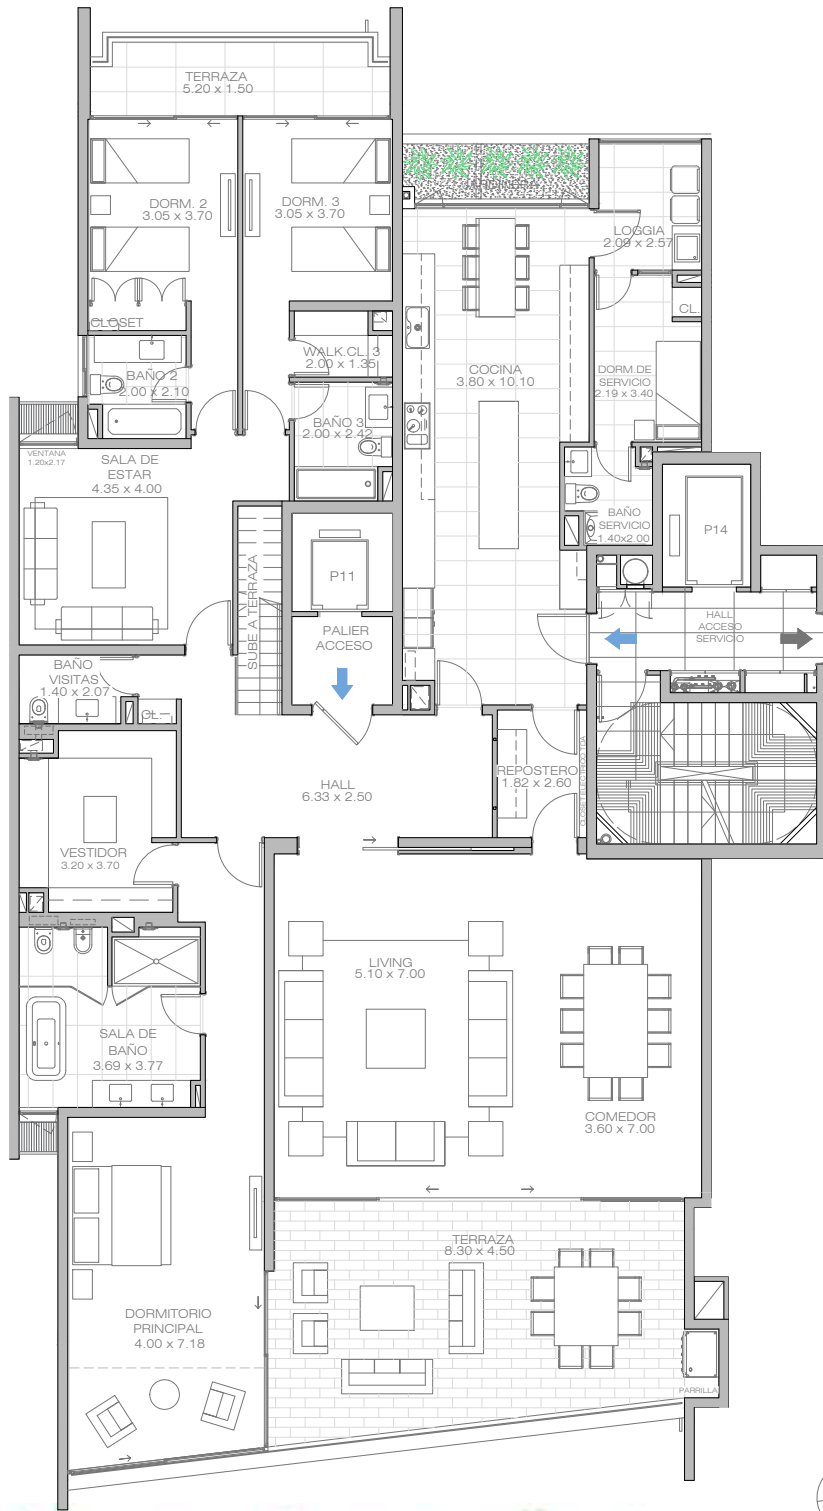 TERRAZA
5.20 x 1.50
DORM. 2
3.05 x 3.70
DORM. 3
3.05 x 3.70
LOGGIA
2.09 x 2.57
CLOSET
CL.
WALK.CL. 3
2.00 x 1.35
COCINA
3.80 x 10.10
DORM.DE
SERVICIO
2.19 x 3.40
BAÑO 2
2.00 x 2.10
BAÑO 3
2.00 x 2.42
VENTANA
1.20x2.17
SALA DE
ESTAR
4.35 x 4.00
BAÑO
SERVICIO
1.40x2.00
P14
P11
SUBE A TERRAZA
PALIER
ACCESO
HALL
ACCESO
SERVICIO
BAÑO
VISITAS
1.40 x 2.07
CL.
HALL
6.33 x 2.50
REPOSTERO
1.82 x 2.60
CLOSET ELECTRICO TDA
VESTIDOR
3.20 x 3.70
LIVING
5.10 x 7.00
SALA DE
BAÑO
3.69 x 3.77
COMEDOR
3.60 x 7.00
TERRAZA
8.30 x 4.50
DORMITORIO
PRINCIPAL
4.00 x 7.18
PARRILLA